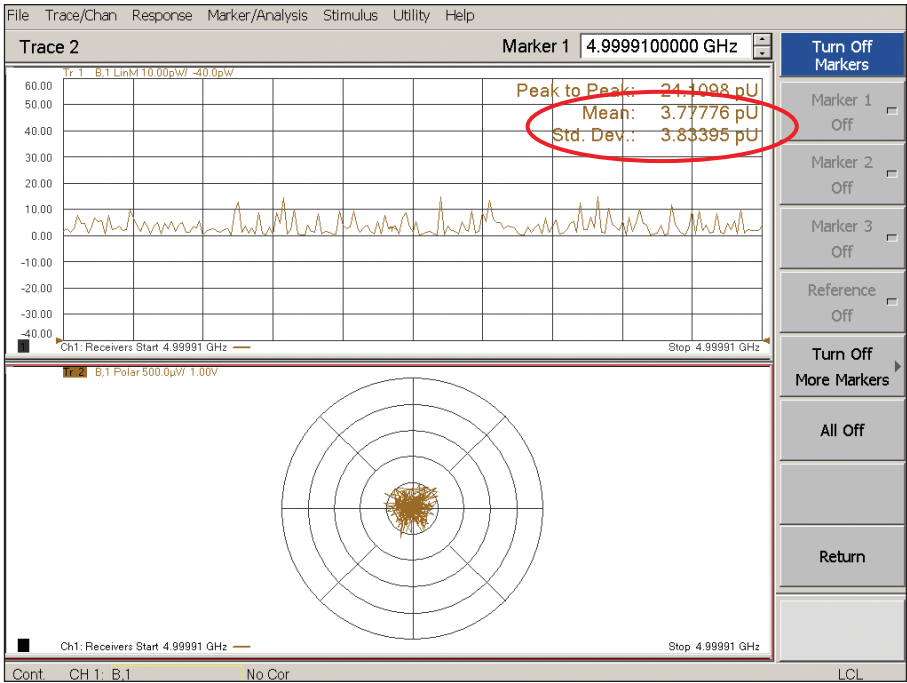 File Trace/Chan Response Marker/Analysis Stimulus Utility Help
Trace 2
Marker 1 4.9999100000 GHz
Tr 1 B,1 LinM 10.00pW/ -40.0pW
60.00
50.00
40.00
30.00
20.00
10.00
0.00
-10.00
-20.00
-30.00
-40.00
Peak to Peak: 24.1098 pU
Mean: 3.77776 pU
Std. Dev.: 3.83395 pU
1
Ch1: Receivers Start 4.99991 GHz
Stop 4.99991 GHz
Tr 2 B,1 Polar 500.0µV/ 1.00V
Ch1: Receivers Start 4.99991 GHz
Stop 4.99991 GHz
Turn Off
Markers
Marker 1
Off
Marker 2
Off
Marker 3
Off
Reference
Off
Turn Off
More Markers
All Off
Return
Cont. CH 1: B,1 No Cor LCL